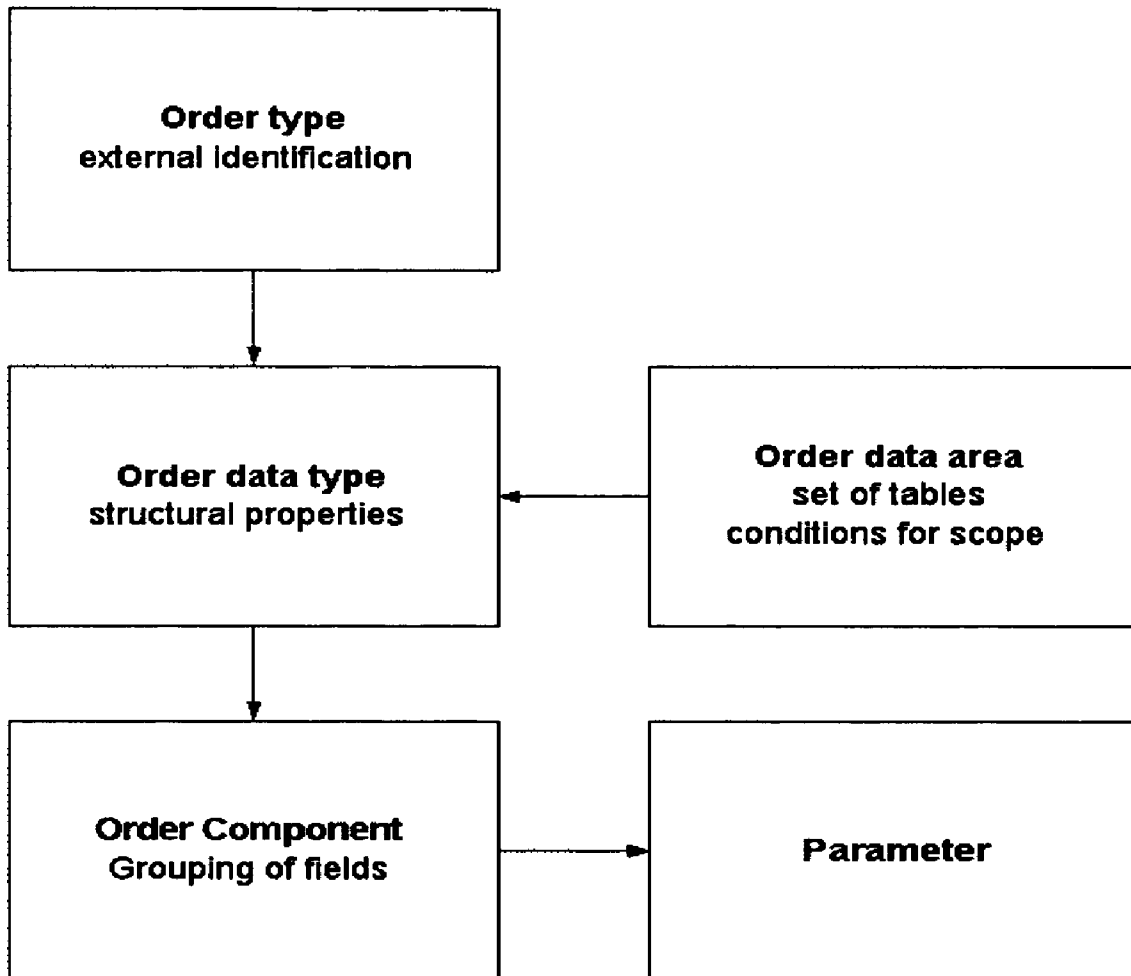 Order type
external identification
Order data type
structural properties
Order data area
set of tables
conditions for scope
Order Component
Grouping of fields
Parameter